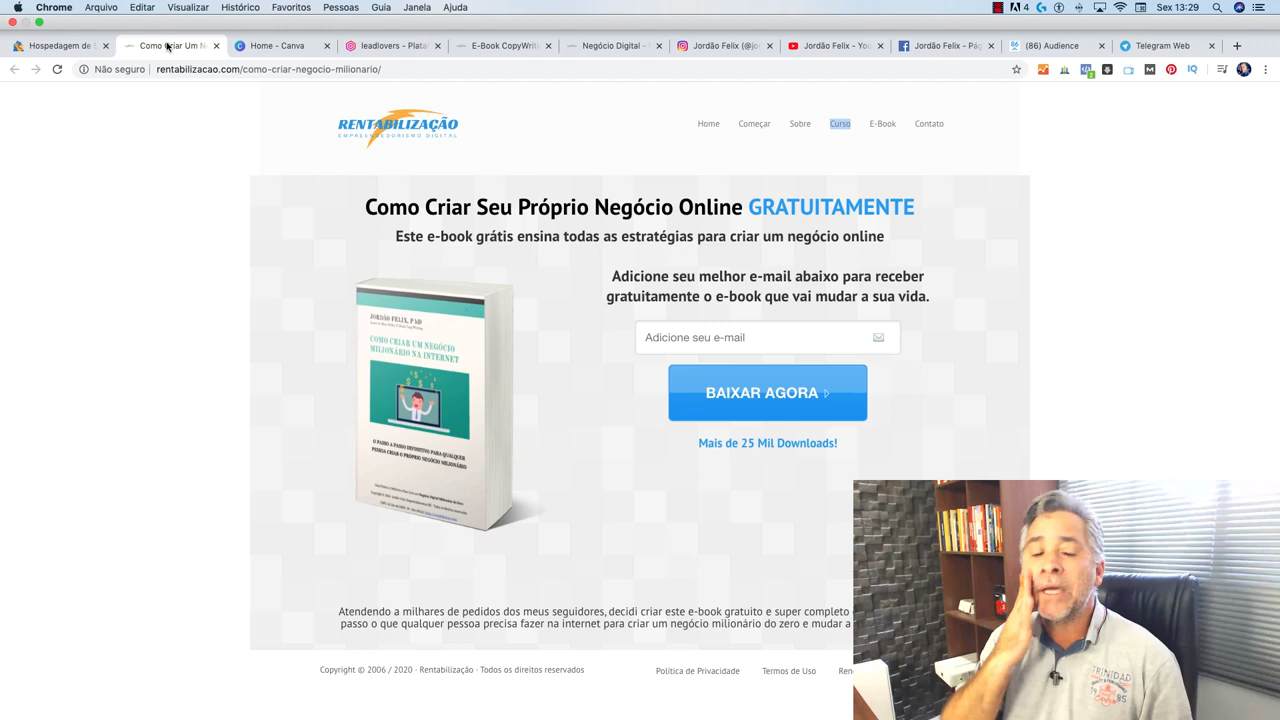 Chrome Arquivo Editar Visualizar Histórico Favoritos Pessoas Guia Janela Ajuda 4 Sex 13:29
Hospedagem de S Como Criar Um N Home - Canva leadlovers - Plata E-Book CopyWrit Negócio Digital - Jordão Felix (@jo Jordão Felix - You Jordão Felix - Pág (86) Audience Telegram Web
Não seguro rentabilizacao.com/como-criar-negocio-milionario/
RENTABILIZAÇÃO
EMPREENDEDORISMO DIGITAL
Home Começar Sobre Curso E-Book Contato
Como Criar Seu Próprio Negócio Online GRATUITAMENTE
Este e-book grátis ensina todas as estratégias para criar um negócio online
Adicione seu melhor e-mail abaixo para receber
gratuitamente o e-book que vai mudar a sua vida.
Adicione seu e-mail
BAIXAR AGORA
Mais de 25 Mil Downloads!
JORDÃO FELIX, PhD
COMO CRIAR UM NEGÓCIO
MILIONÁRIO NA INTERNET
O PASSO A PASSO DEFINITIVO PARA QUALQUER
PESSOA CRIAR O PRÓPRIO NEGÓCIO MILIONÁRIO
Atendendo a milhares de pedidos dos meus seguidores, decidi criar este e-book gratuito e super completo
passo o que qualquer pessoa precisa fazer na internet para criar um negócio milionário do zero e mudar a
Copyright © 2006 / 2020 · Rentabilização · Todos os direitos reservados
Política de Privacidade Termos de Uso Ren
TRINIDAD
19 85